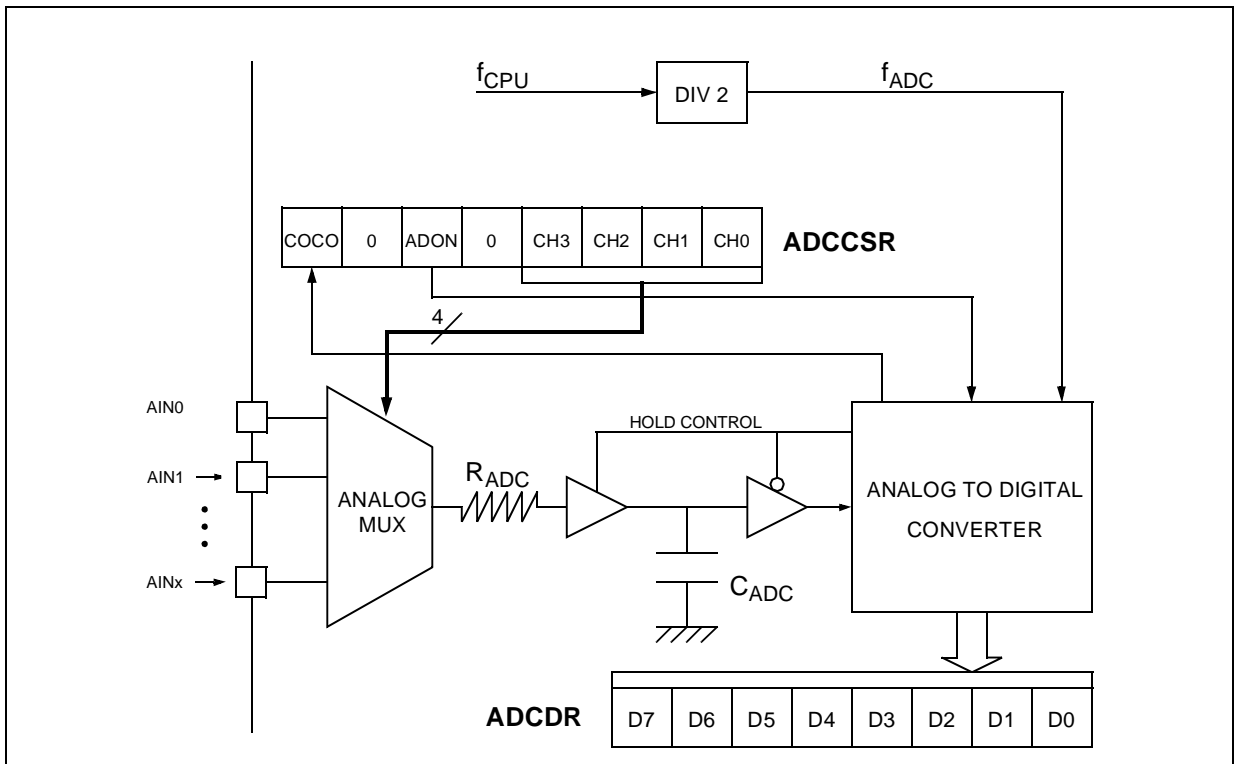 fCPU
DIV 2
fADC
COCO 0 ADON 0 CH3 CH2 CH1 CH0 ADCCSR
4
AIN0
HOLD CONTROL
AIN1
RADC
ANALOG
MUX
ANALOG TO DIGITAL
CONVERTER
AINx
CADC
ADCDR D7 D6 D5 D4 D3 D2 D1 D0